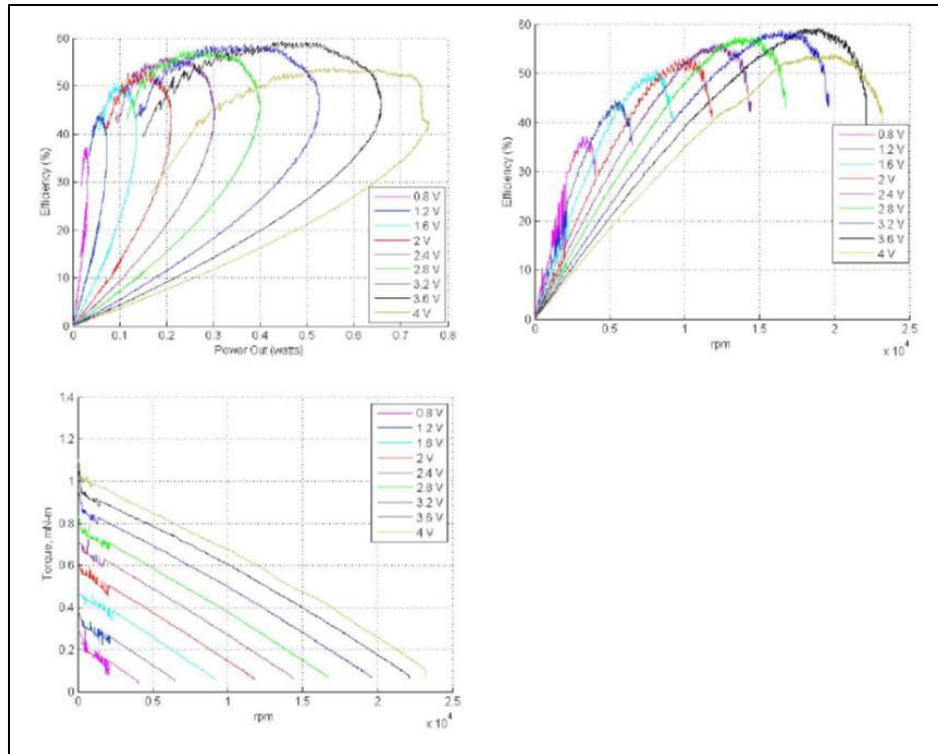 60
50
40
30
20
10
0
Efficiency (%)
0 0.1 0.2 0.3 0.4 0.5 0.6 0.7 0.8
Power Out (watts)
0.8 V
1.2 V
1.6 V
2 V
2.4 V
2.8 V
3.2 V
3.6 V
4 V
60
50
40
30
20
10
0
Efficiency (%)
0 0.5 1 1.5 2 2.5
rpm
x 10^4
0.8 V
1.2 V
1.6 V
2 V
2.4 V
2.8 V
3.2 V
3.6 V
4 V
1.4
1.2
1
0.8
0.6
0.4
0.2
0
Torque, mN-m
0 0.5 1 1.5 2 2.5
rpm
x 10^4
0.8 V
1.2 V
1.6 V
2 V
2.4 V
2.8 V
3.2 V
3.6 V
4 V